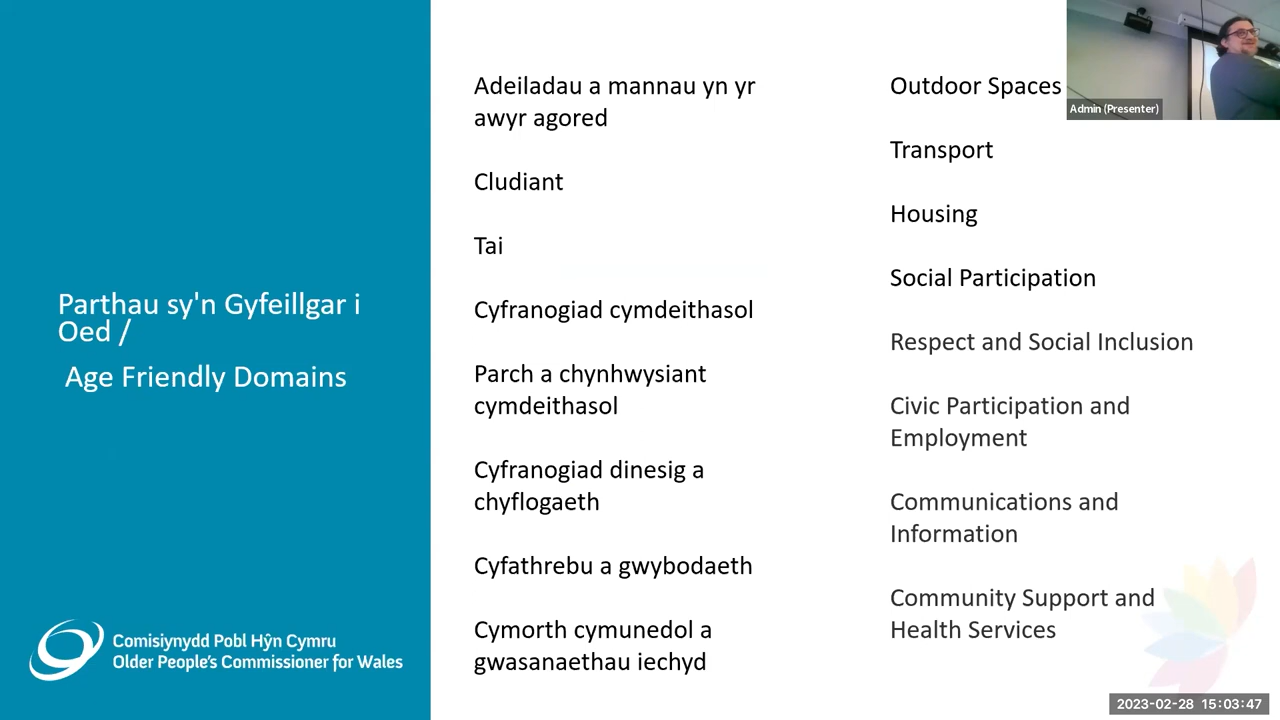 Parthau sy'n Gyfeillgar i
Oed /
Age Friendly Domains
Comisiynydd Pobl Hŷn Cymru
Older People's Commissioner for Wales
Adeiladau a mannau yn yr
awyr agored
Cludiant
Tai
Cyfranogiad cymdeithasol
Parch a chynhwysiant
cymdeithasol
Cyfranogiad dinesig a
chyflogaeth
Cyfathrebu a gwybodaeth
Cymorth cymunedol a
gwasanaethau iechyd
Outdoor Spaces
Transport
Housing
Social Participation
Respect and Social Inclusion
Civic Participation and
Employment
Communications and
Information
Community Support and
Health Services
Admin (Presenter)
2023-02-28 15:03:47